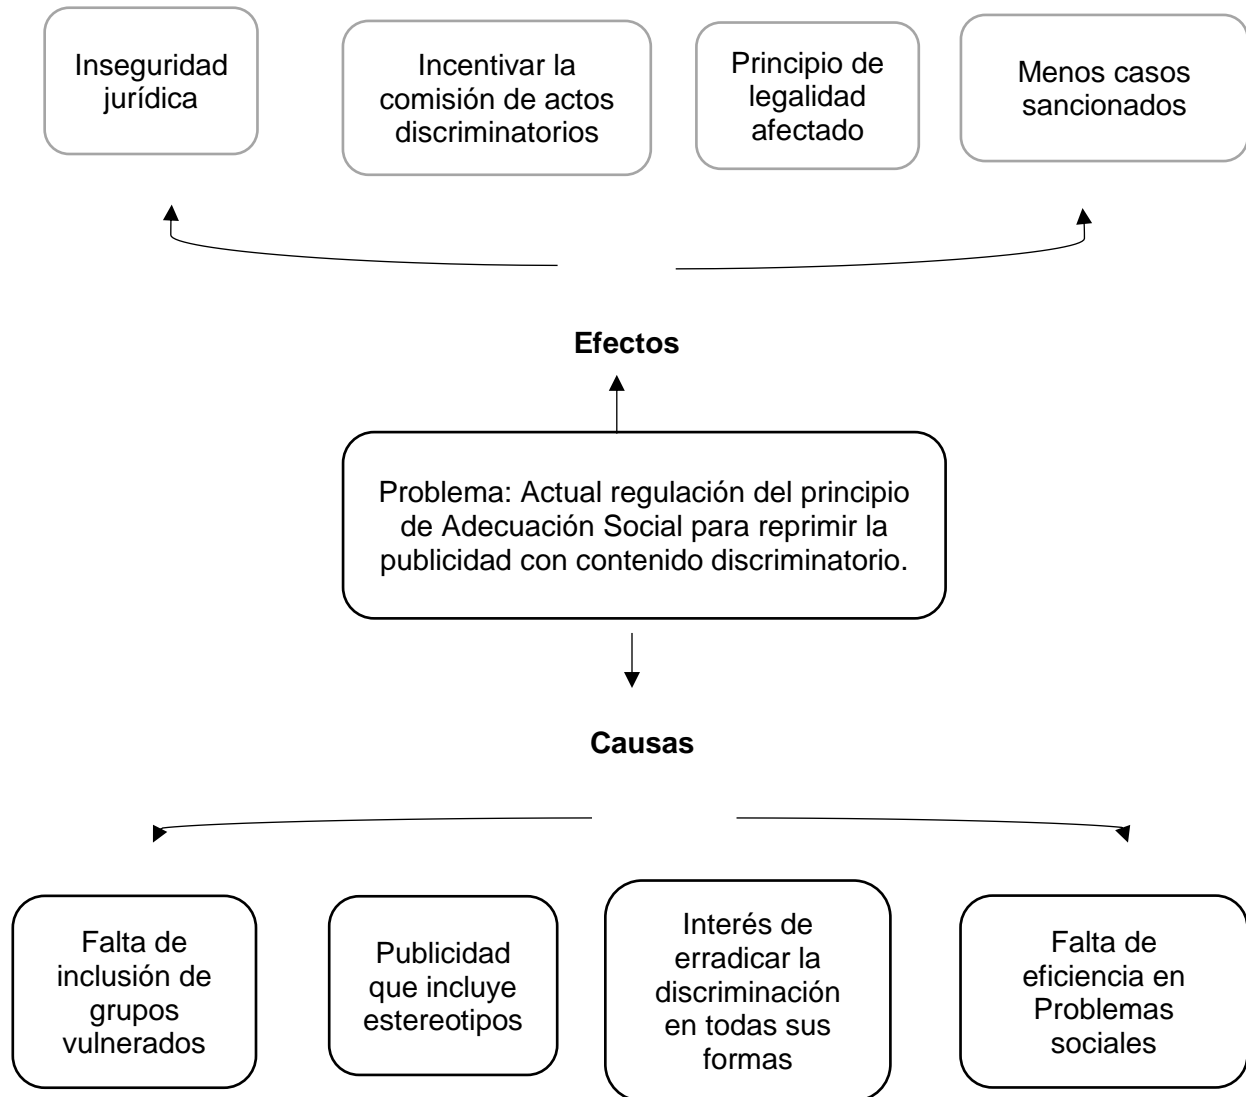 Inseguridad
jurídica
Incentivar la
comisión de actos
discriminatorios
Principio de
legalidad
afectado
Menos casos
sancionados
Efectos
Problema: Actual regulación del principio
de Adecuación Social para reprimir la
publicidad con contenido discriminatorio.
Causas
Falta de
inclusión de
grupos
vulnerados
Publicidad
que incluye
estereotipos
Interés de
erradicar la
discriminación
en todas sus
formas
Falta de
eficiencia en
Problemas
sociales